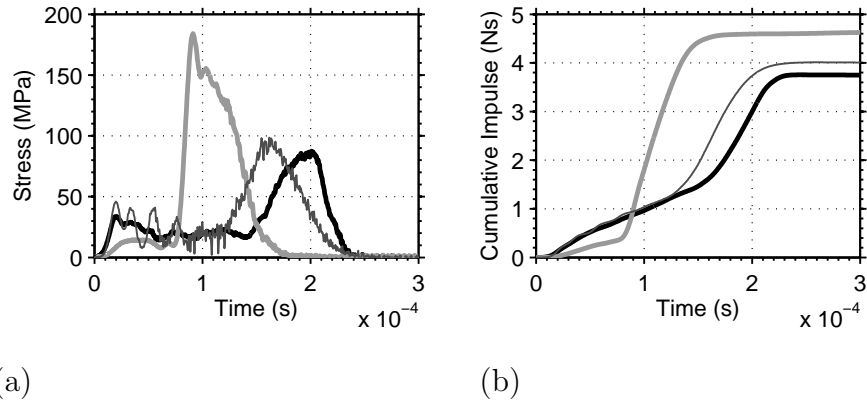 200
150
100
50
0
Stress (MPa)
0 1 2 3
Time (s)
x 10⁻⁴
5
4
3
2
1
0
Cumulative Impulse (Ns)
0 1 2 3
Time (s)
x 10⁻⁴
a)
(b)